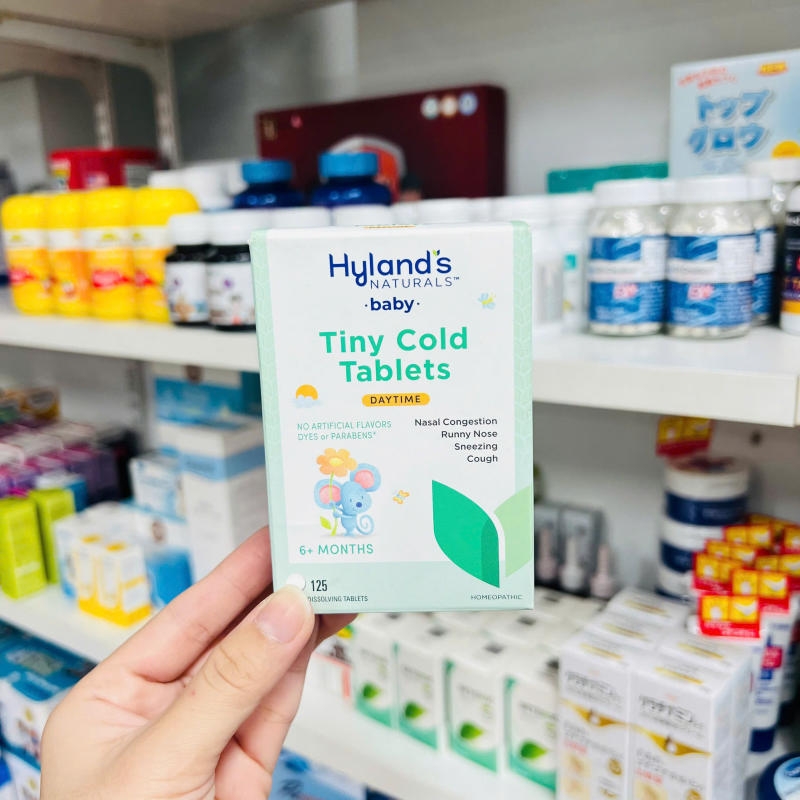 トップ
グロウ
Hyland's
NATURALS™
·baby·
Tiny Cold
Tablets
DAYTIME
NO ARTIFICIAL FLAVORS
DYES or PARABENS*
Nasal Congestion
Runny Nose
Sneezing
Cough
6+ MONTHS
125
DISSOLVING TABLETS
HOMEOPATHIC